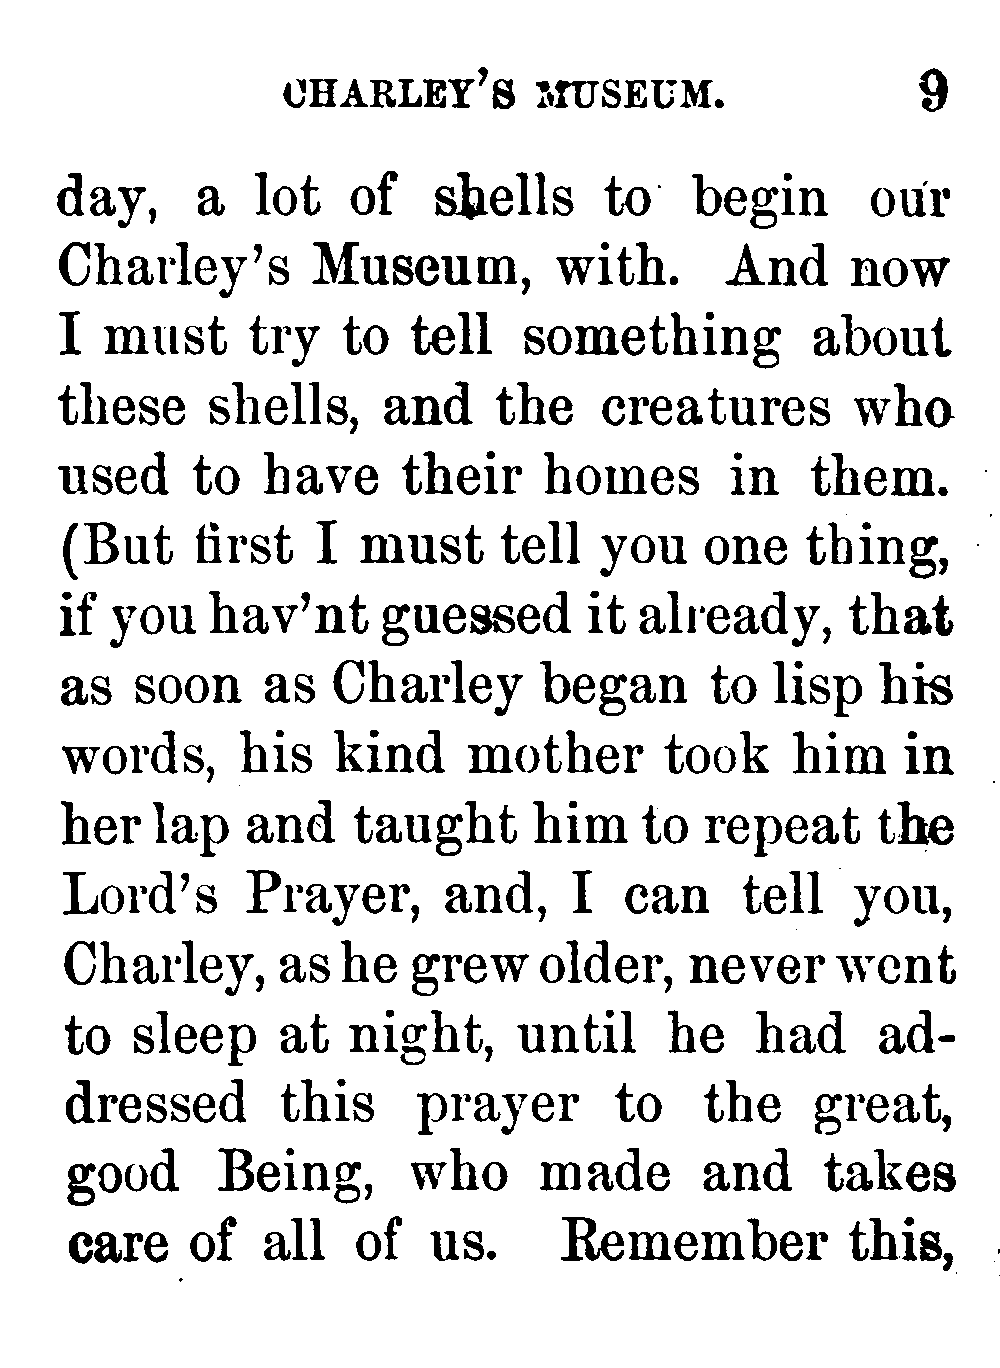 CHARLEY'S MUSEUM. 9
day, a lot of shells to begin our
Charley's Museum, with. And now
I must try to tell something about
these shells, and the creatures who
used to have their homes in them.
(But first I must tell you one thing,
if you hav'nt guessed it already, that
as soon as Charley began to lisp his
words, his kind mother took him in
her lap and taught him to repeat the
Lord's Prayer, and, I can tell you,
Charley, as he grew older, never went
to sleep at night, until he had ad-
dressed this prayer to the great,
good Being, who made and takes
care of all of us. Remember this,